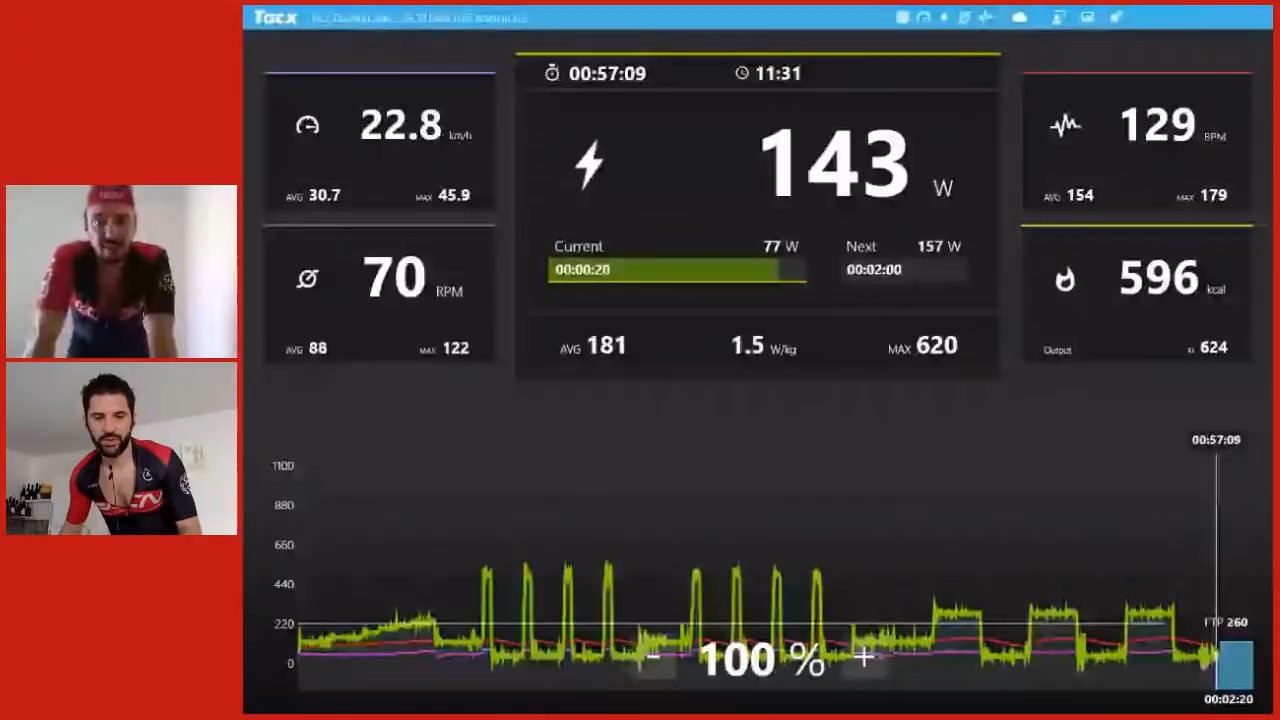 Tacx
00:57:09 11:31
22.8 km/h
AVG 30.7 MAX 45.9
143 W
129 BPM
AVG 154 MAX 179
Current 77 W Next 157 W
00:00:20 00:02:00
70 RPM
AVG 88 MAX 122
596 kcal
Output 624
AVG 181 1.5 W/kg MAX 620
00:57:09
1100
880
660
440
220
0
FTP 260
- 100 % +
00:02:20